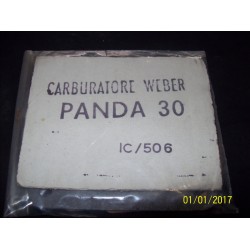 CARBURATORE WEBER
PANDA 30
IC/506
01/01/2017